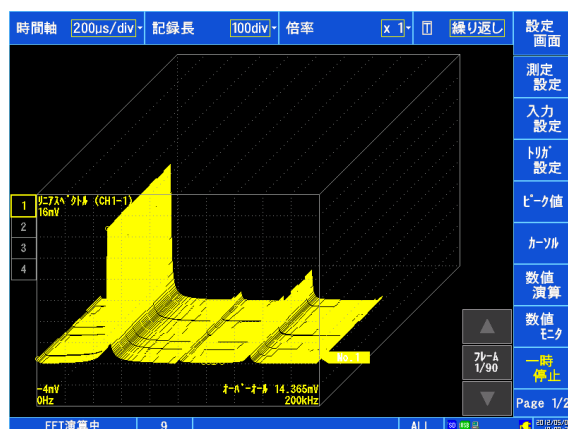 時間軸 200μs/div 記録長 100div 倍率 x 1 T 繰り返し
設定
画面
測定
設定
入力
設定
トリガ
設定
ピーク値
カーソル
数値
演算
数値
モニタ
一時
停止
Page 1/2
1
2
3
4
リニアスペクトル (CH1-1)
16mV
No.1
フレーム
1/90
-4mV
0Hz
オーバーオール 14.365mV
200kHz
FFT演算中 9 ALL